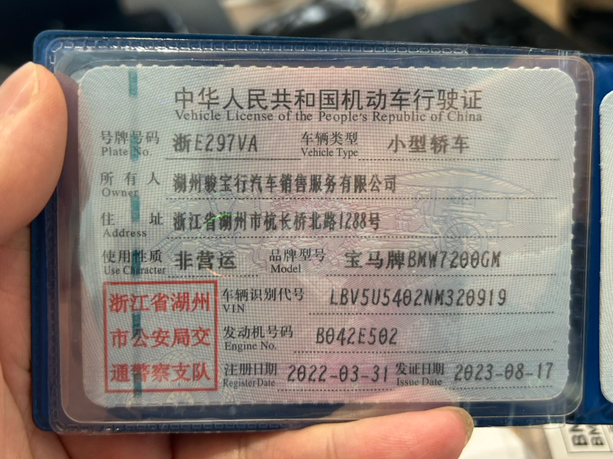 中华人民共和国机动车行驶证
Vehicle License of the People's Republic of China
号牌号码 浙E297VA 车辆类型 小型轿车
Plate No. Vehicle Type
所有人 湖州骏宝行汽车销售服务有限公司
Owner
住址 浙江省湖州市杭长桥北路1288号
Address
使用性质 非营运 品牌型号 宝马牌BMW7200GM
Use Character Model
浙江省湖州
市公安局交
通警察支队
车辆识别代号 LBV5U5402NM320919
VIN
发动机号码 B042E502
Engine No.
注册日期 2022-03-31 发证日期 2023-08-17
Register Date Issue Date